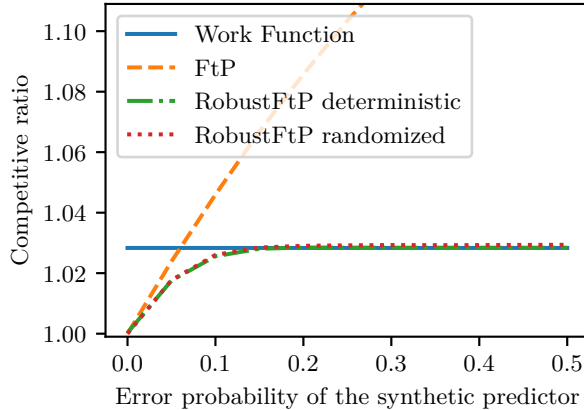 1.10
1.08
1.06
1.04
1.02
1.00
Competitive ratio
Work Function
FtP
RobustFtP deterministic
RobustFtP randomized
0.0 0.1 0.2 0.3 0.4 0.5
Error probability of the synthetic predictor